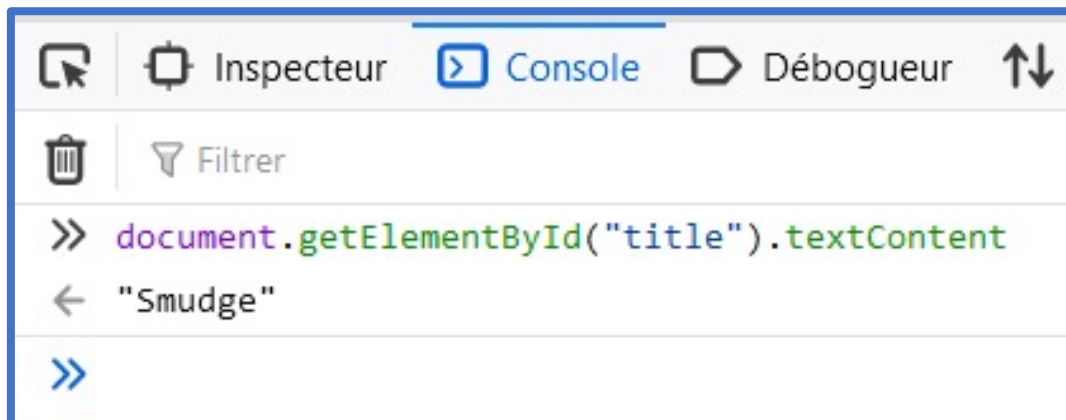 Inspecteur Console Débogueur
Filtrer
document.getElementById("title").textContent
"Smudge"